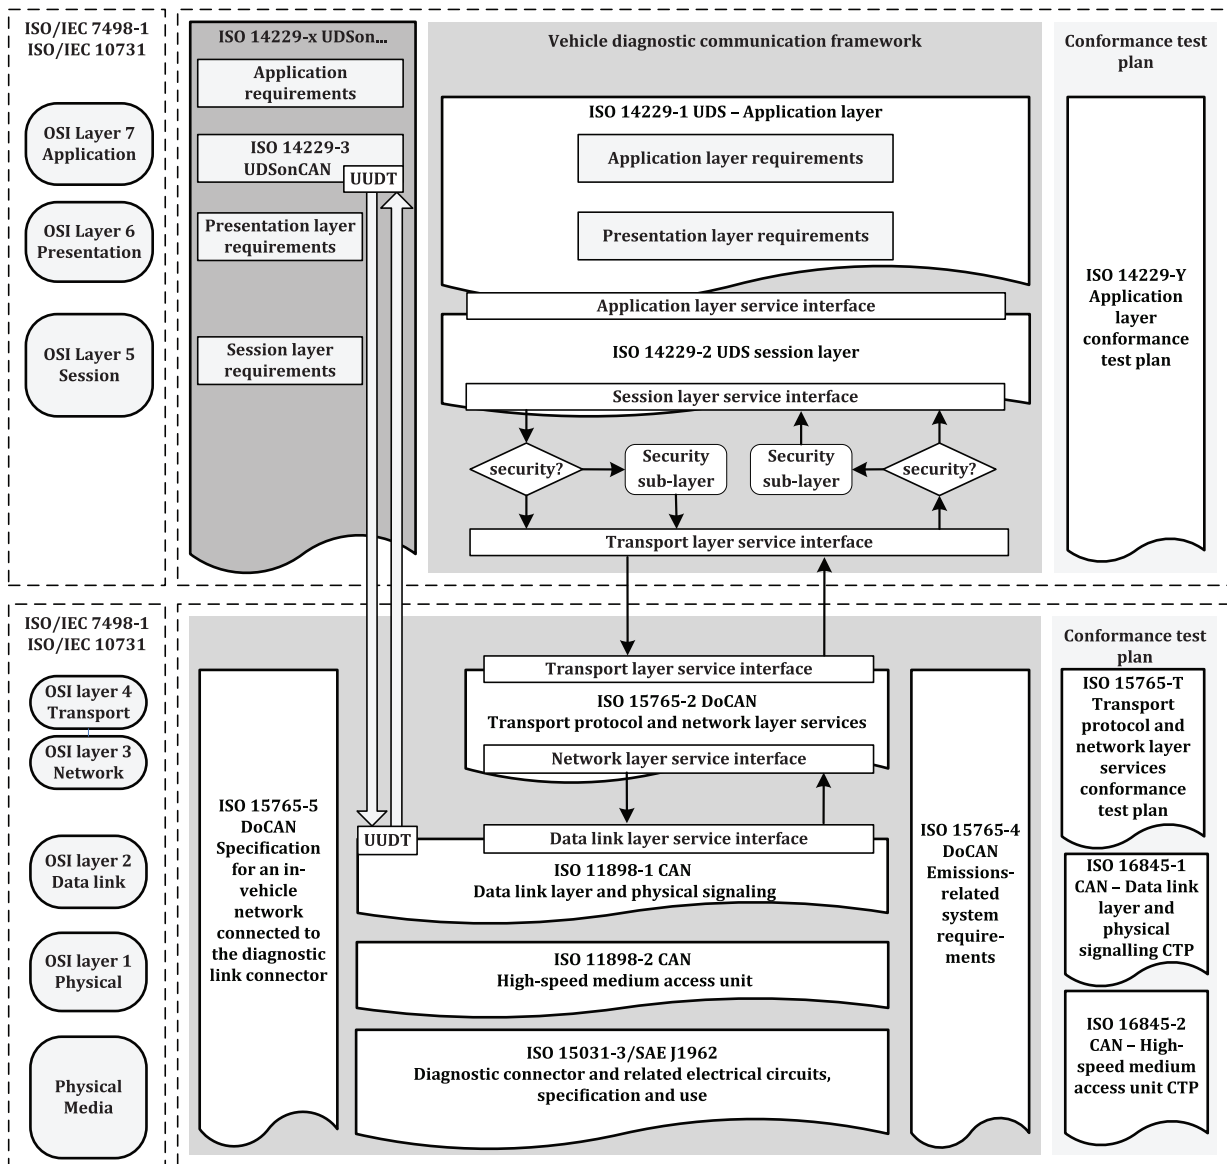 ISO/IEC 7498-1
ISO/IEC 10731
OSI Layer 7
Application
OSI Layer 6
Presentation
OSI Layer 5
Session
ISO 14229-x UDSon...
Application
requirements
ISO 14229-3
UDSonCAN
UUDT
Presentation layer
requirements
Session layer
requirements
Vehicle diagnostic communication framework
ISO 14229-1 UDS – Application layer
Application layer requirements
Presentation layer requirements
Application layer service interface
ISO 14229-2 UDS session layer
Session layer service interface
security?
Security
sub-layer
Security
sub-layer
security?
Transport layer service interface
Conformance test
plan
ISO 14229-Y
Application
layer
conformance
test plan
ISO/IEC 7498-1
ISO/IEC 10731
OSI layer 4
Transport
OSI layer 3
Network
OSI layer 2
Data link
OSI layer 1
Physical
Physical
Media
ISO 15765-5
DoCAN
Specification
for an in-
vehicle
network
connected to
the diagnostic
link connector
Transport layer service interface
ISO 15765-2 DoCAN
Transport protocol and network layer services
Network layer service interface
UUDT
Data link layer service interface
ISO 11898-1 CAN
Data link layer and physical signaling
ISO 11898-2 CAN
High-speed medium access unit
ISO 15031-3/SAE J1962
Diagnostic connector and related electrical circuits,
specification and use
ISO 15765-4
DoCAN
Emissions-
related
system
require-
ments
Conformance test
plan
ISO 15765-T
Transport
protocol and
network layer
services
conformance
test plan
ISO 16845-1
CAN – Data link
layer and
physical
signalling CTP
ISO 16845-2
CAN – High-
speed medium
access unit CTP